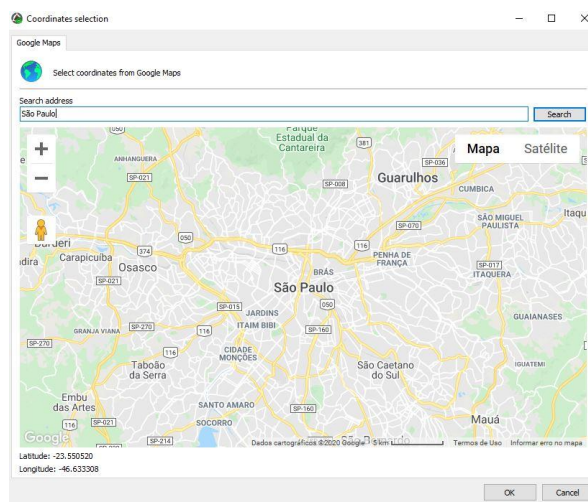 Coordinates selection
Google Maps
Select coordinates from Google Maps
Search address
São Paulo
Search
050
Parque
Estadual da
Cantareira
381
Mapa Satélite
ANHANGUERA
SP-036
SP-021
SP-008
Guarulhos
CUMBICA
SÃO MIGUEL
PAULISTA
SP-070
Barueri
050
Carapicuíba
374
116
116
PENHA DE
FRANÇA
Osasco
BRÁS
SP-017
ITAQUERA
SP-021
São Paulo
SP-015
JARDINS
050
GUAIANASES
GRANJA VIANA
SP-270
116
ITAIM BIBI
SP-160
SP-270
116
CIDADE
MONÇÕES
Taboão
da Serra
São Caetano
do Sul
IGUATEMI
Embu
das Artes
SANTO AMARO
SP-160
116
SP-021
SOCORRO
Mauá
Google
SP-214
Dados cartográficos ©2020 Google 5 km Termos de Uso Informar erro no mapa
Latitude: -23.550520
Longitude: -46.633308
OK Cancel